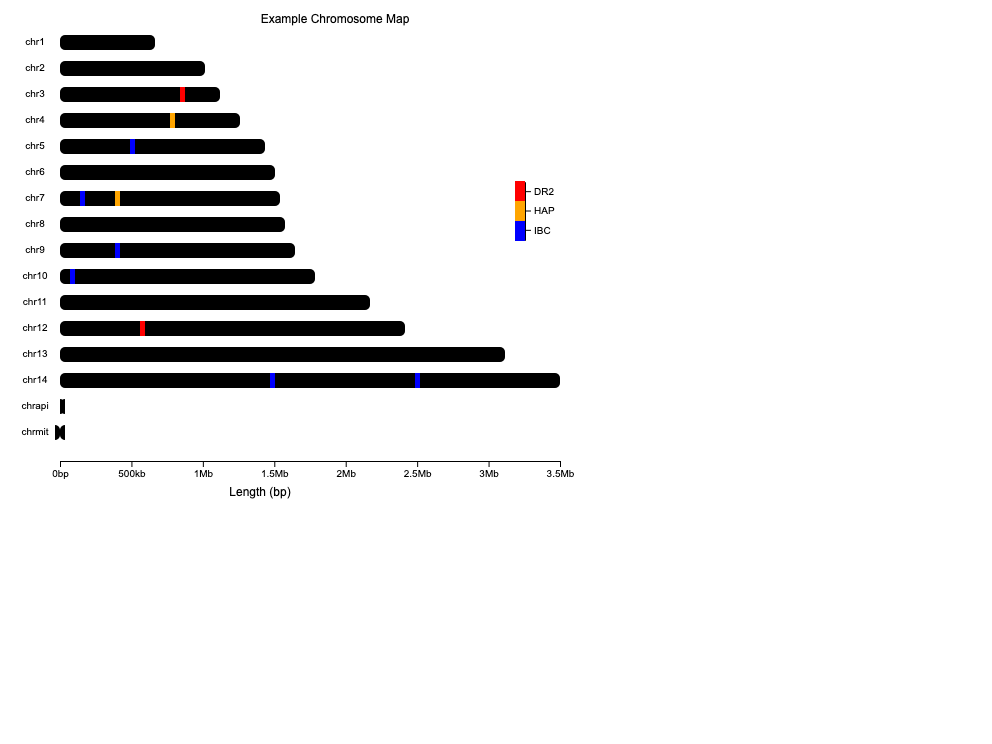 Example Chromosome Map
chr1
chr2
chr3
chr4
chr5
chr6
chr7
chr8
chr9
chr10
chr11
chr12
chr13
chr14
chrapi
chrmit
DR2
HAP
IBC
0bp 500kb 1Mb 1.5Mb 2Mb 2.5Mb 3Mb 3.5Mb
Length (bp)